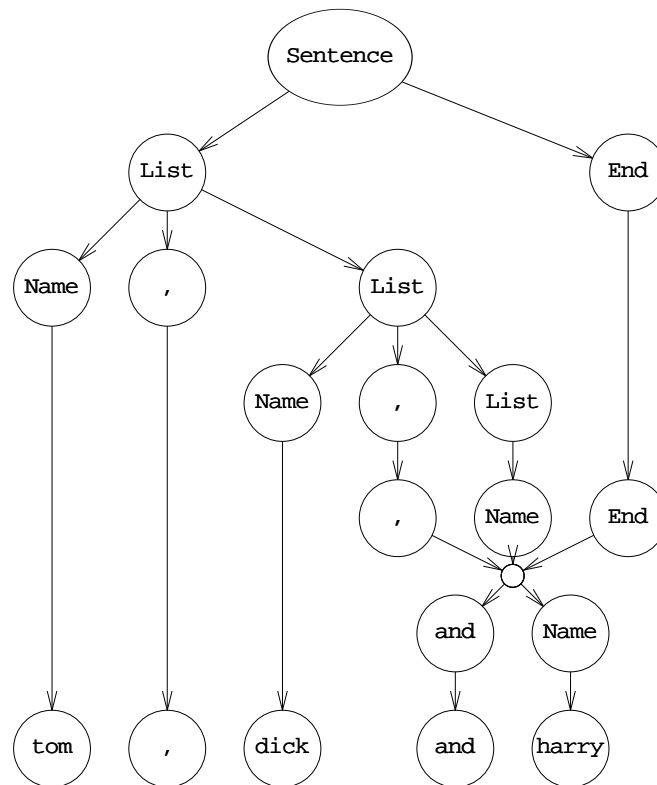 Sentence
List End
Name , List
Name , List
, Name End
and Name
tom , dick and harry